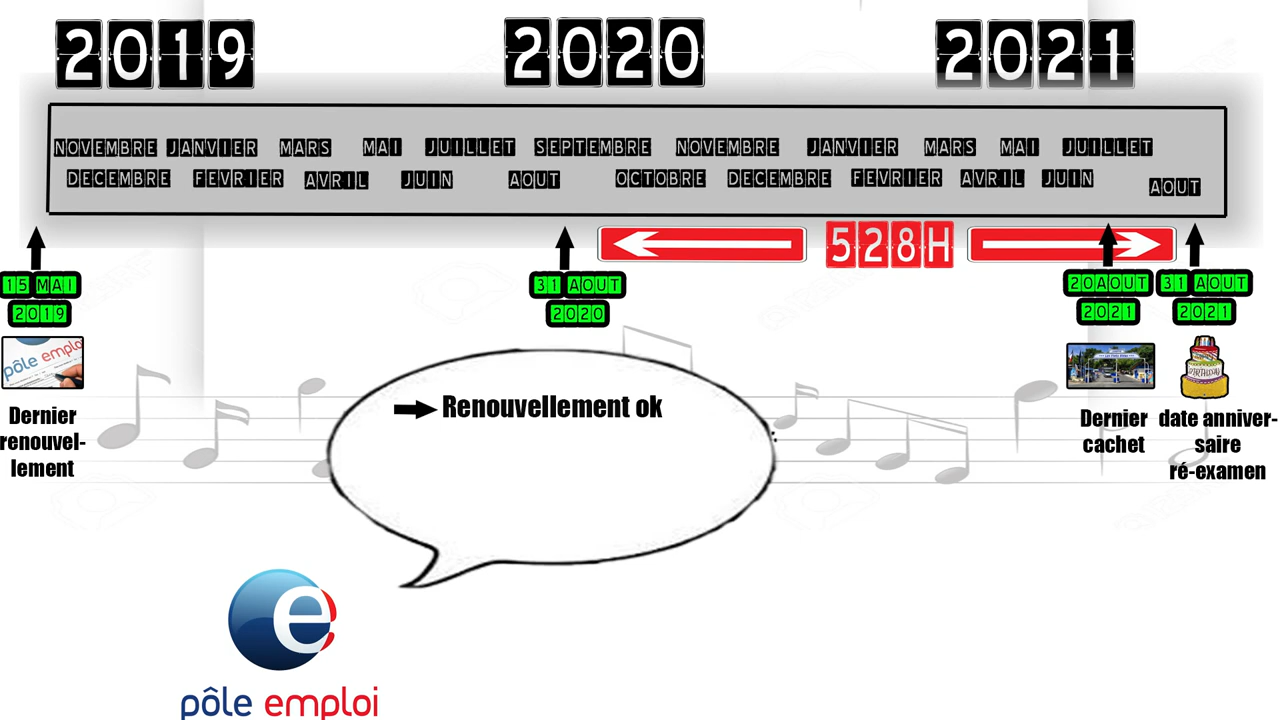 2019 2020 2021
NOVEMBRE JANVIER MARS MAI JUILLET SEPTEMBRE NOVEMBRE JANVIER MARS MAI JUILLET
DECEMBRE FEVRIER AVRIL JUIN AOUT OCTOBRE DECEMBRE FEVRIER AVRIL JUIN AOUT
528H
15 MAI
2019
31 AOUT
2020
20AOUT
2021
31 AOUT
2021
pôle emploi
BIRTHDAY
Dernier
renouvel-
lement
Renouvellement ok
Dernier
cachet
date anniver-
saire
ré-examen
e
pôle emploi